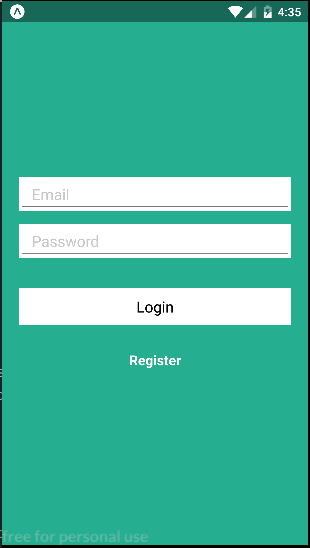 4:35
Email
Password
Login
Register
free for personal use